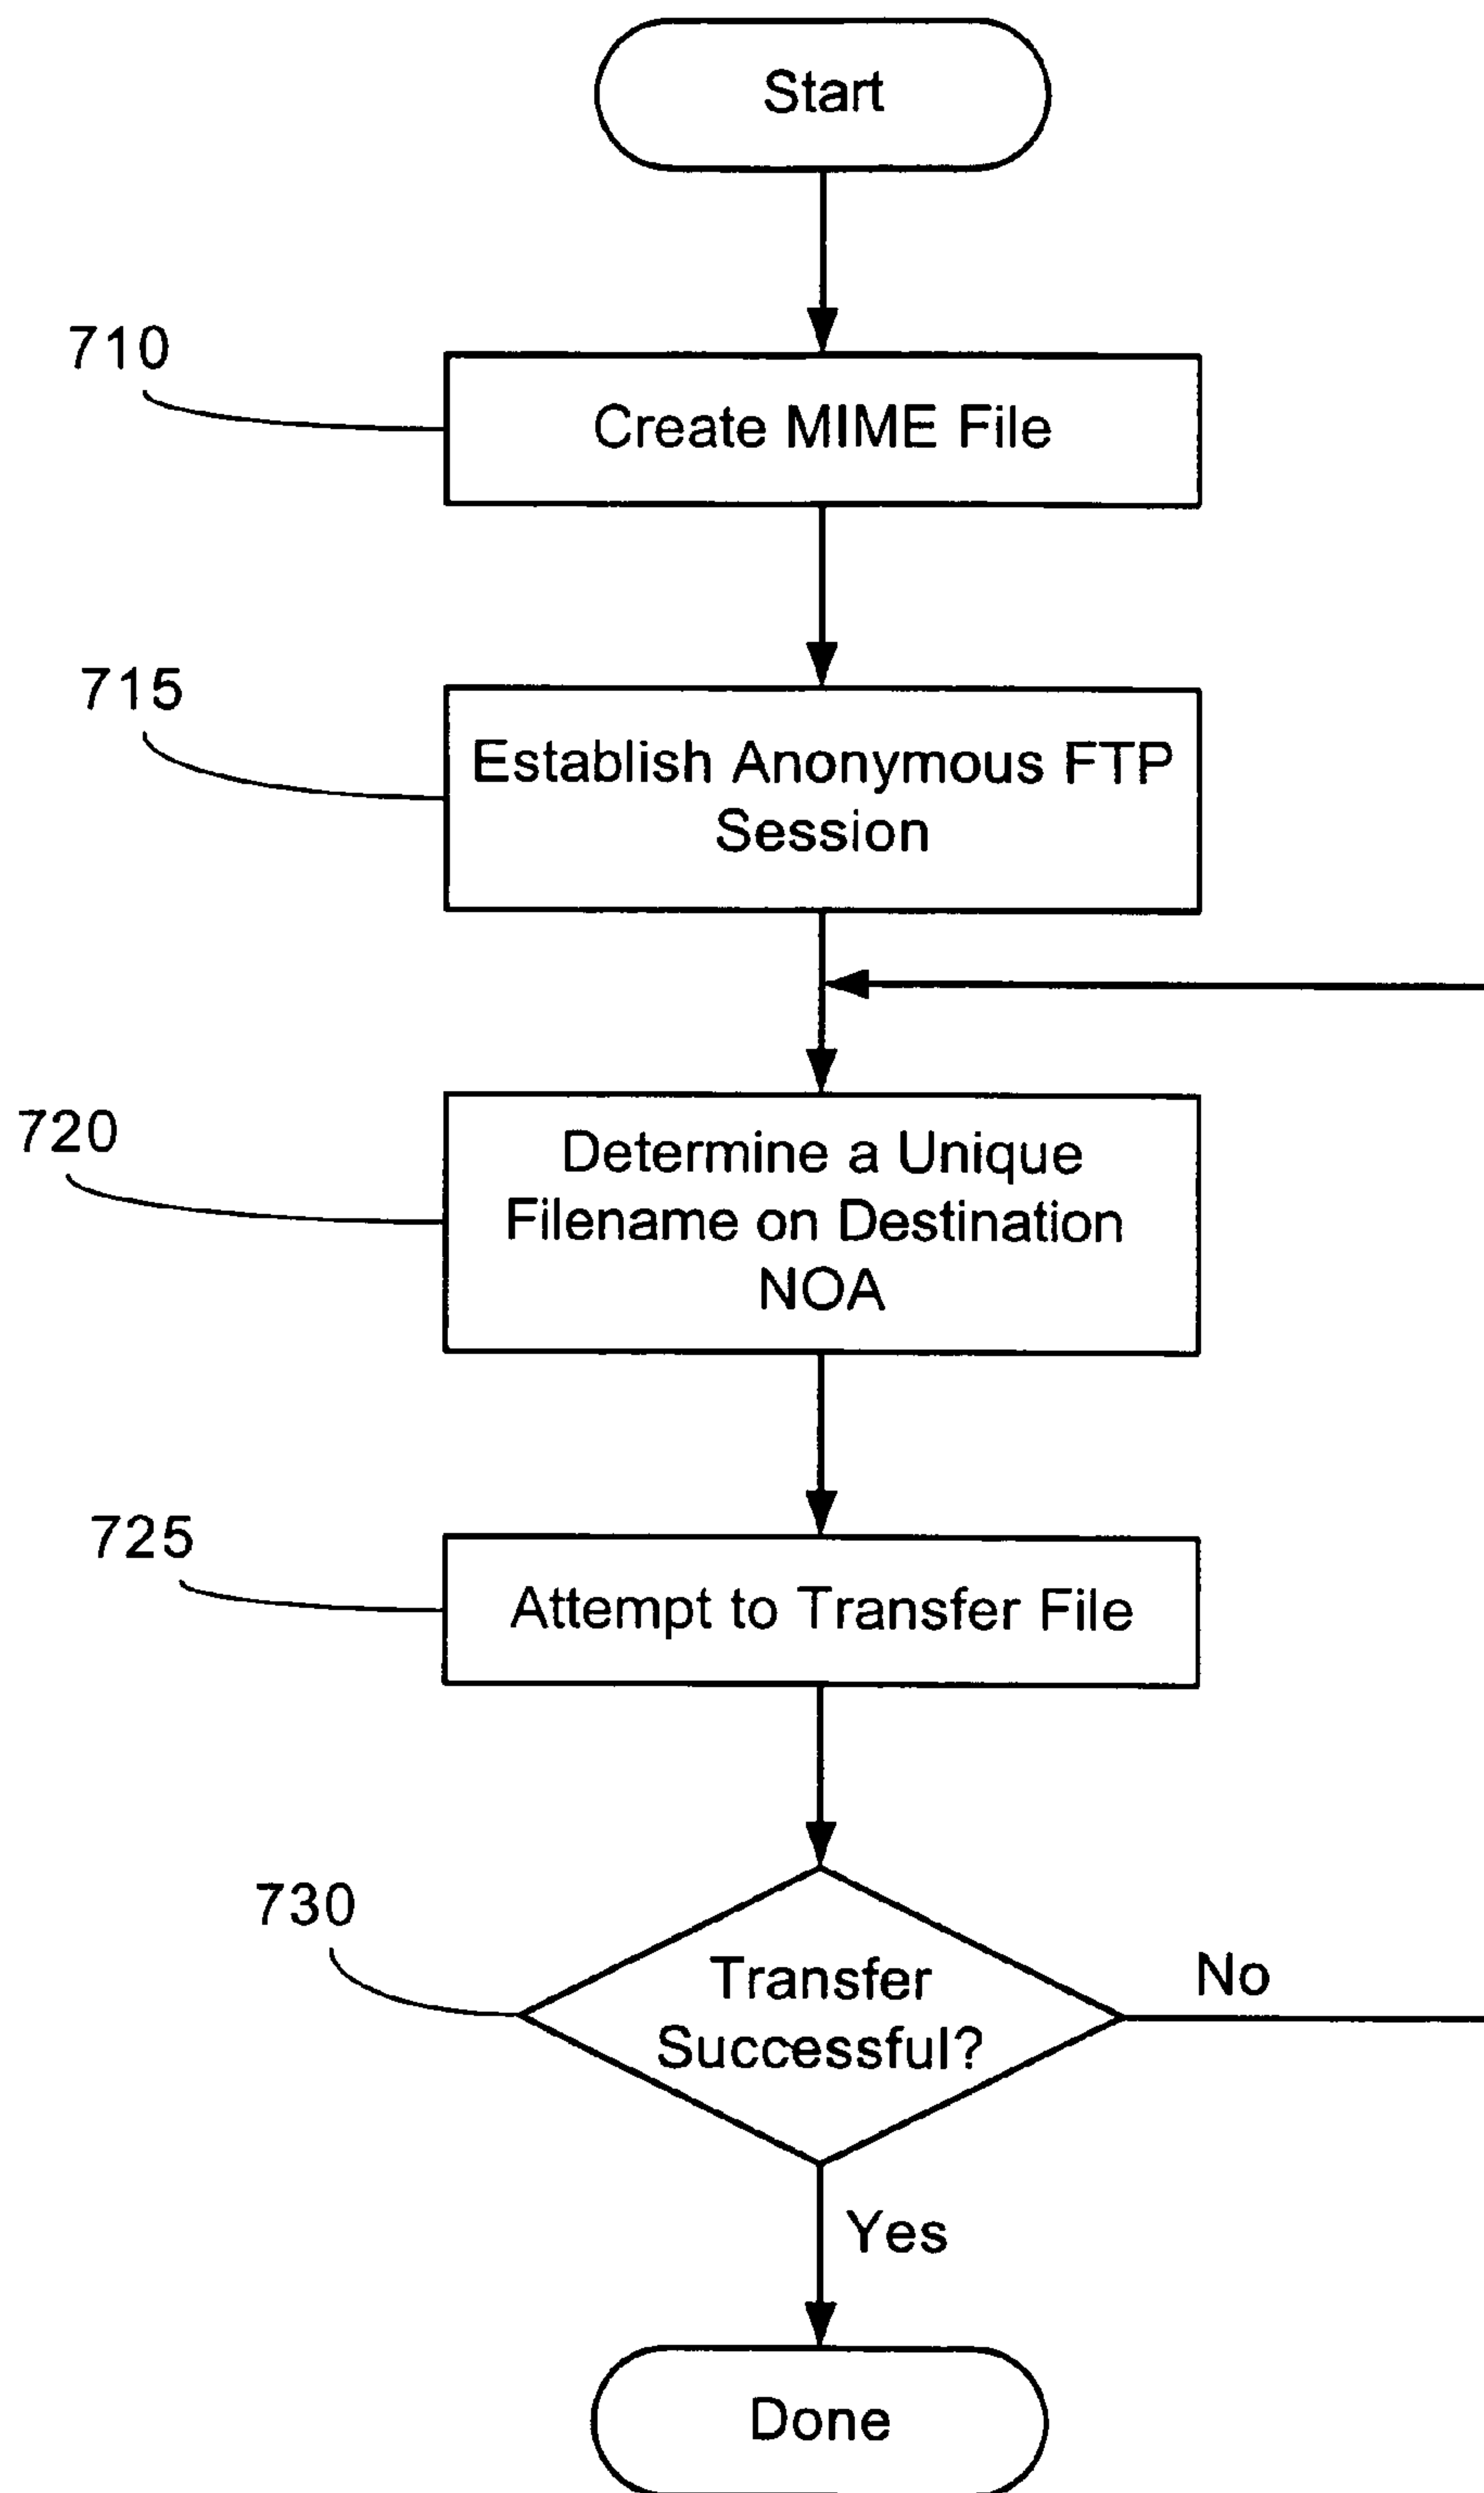 Start
710
Create MIME File
715
Establish Anonymous FTP
Session
720
Determine a Unique
Filename on Destination
NOA
725
Attempt to Transfer File
730
Transfer
Successful?
No
Yes
Done